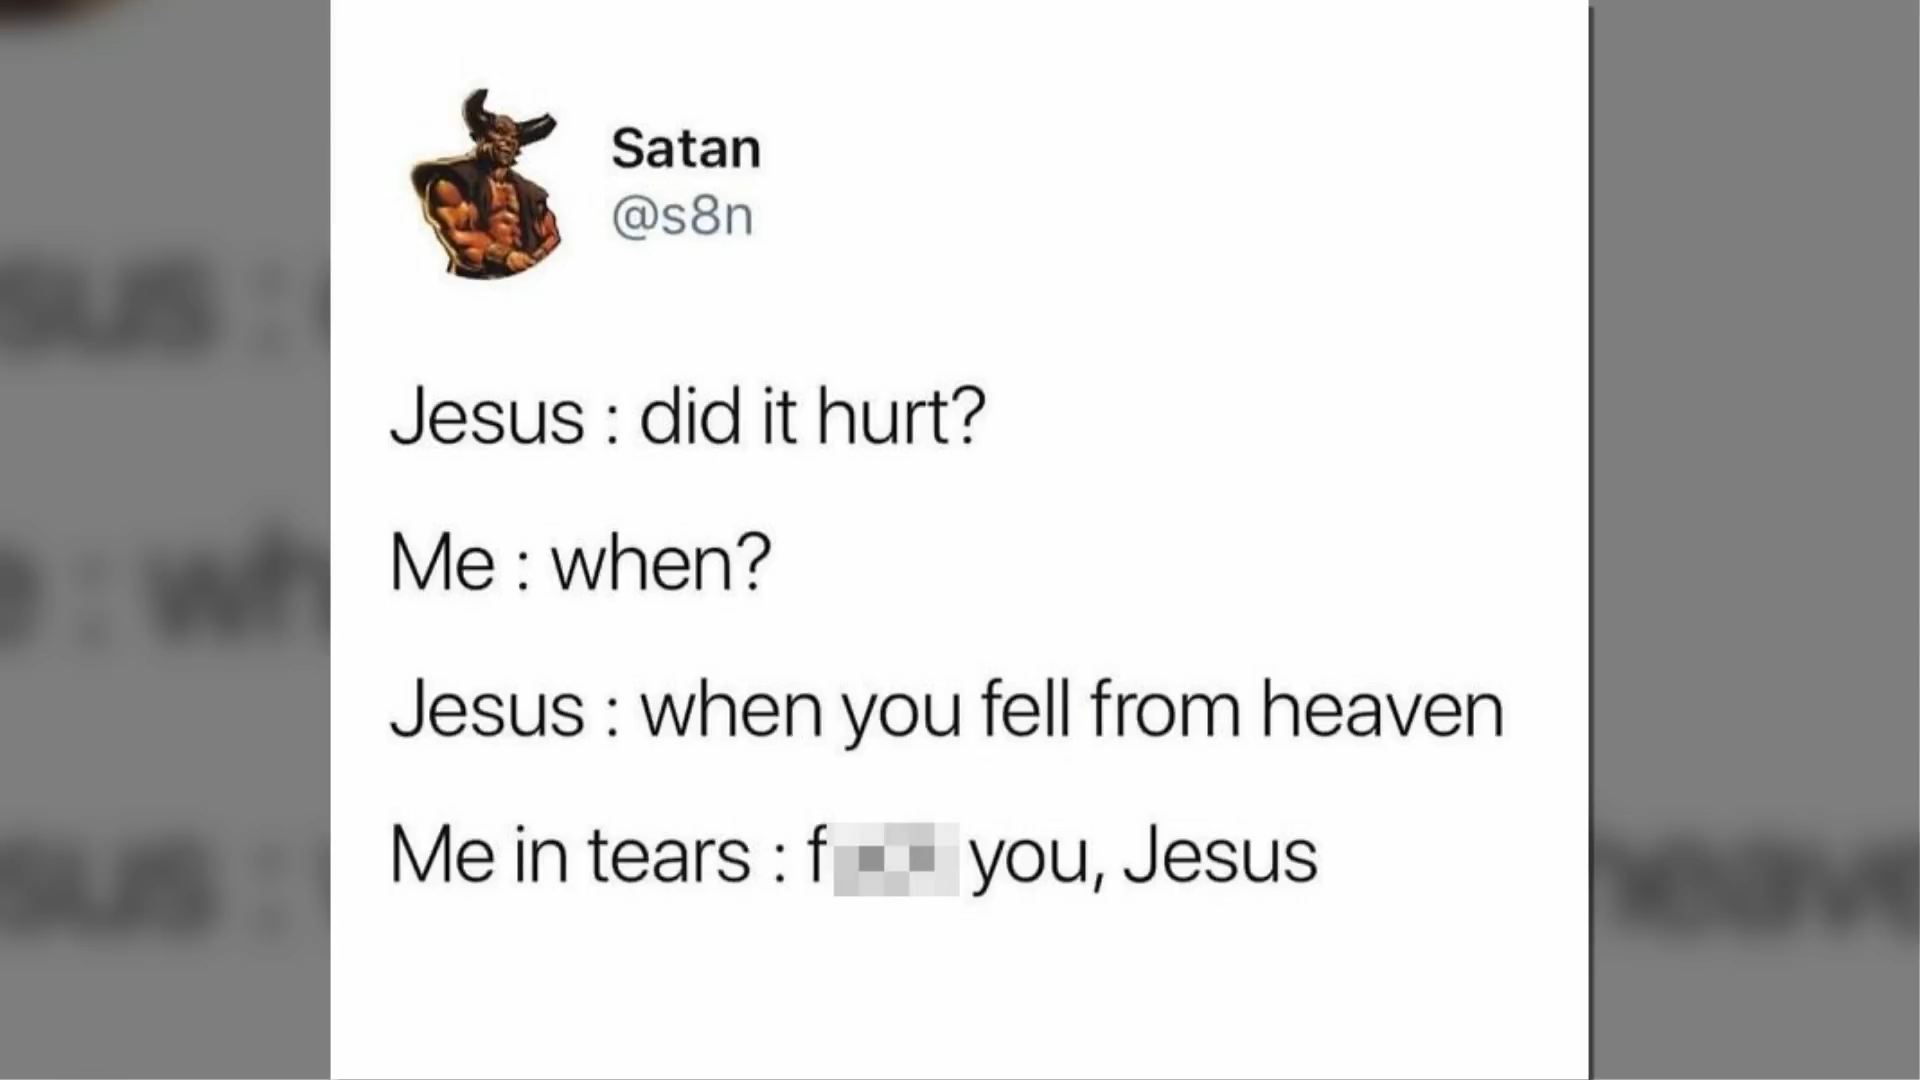 Satan
@s8n
Jesus : did it hurt?
Me : when?
Jesus : when you fell from heaven
Me in tears : f you, Jesus